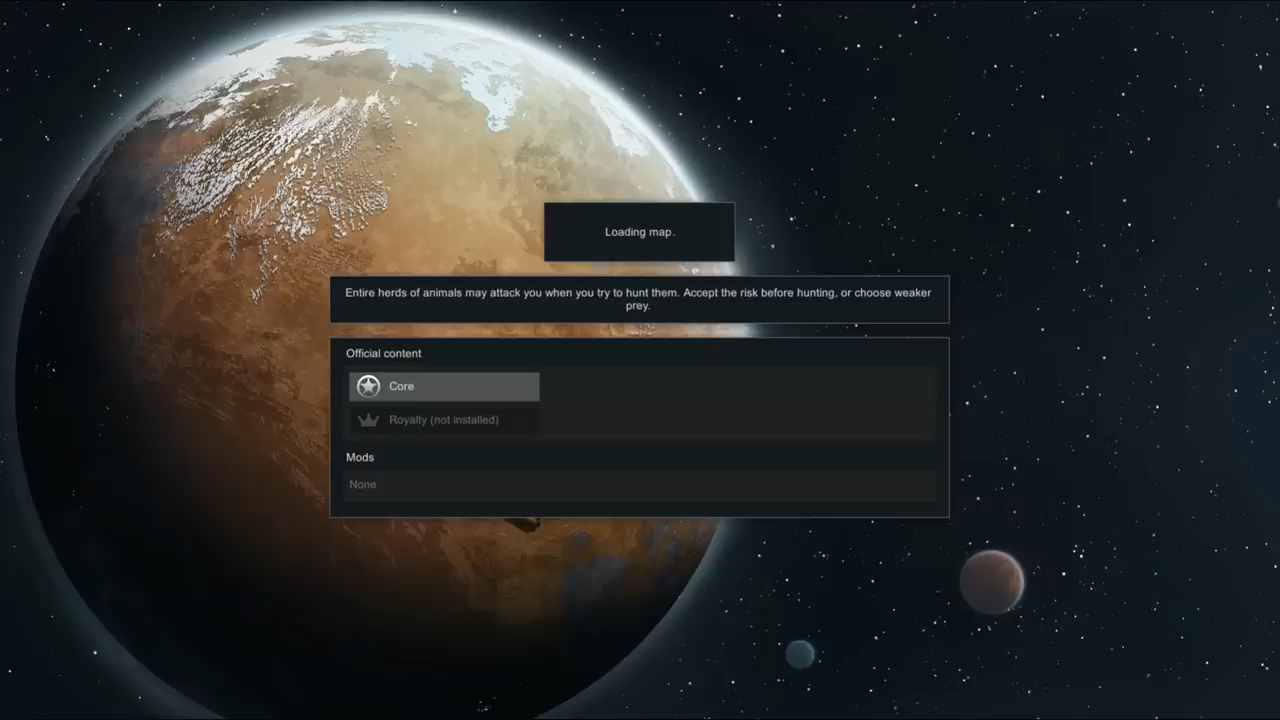 Loading map.
Entire herds of animals may attack you when you try to hunt them. Accept the risk before hunting, or choose weaker
prey.
Official content
Core
Royalty (not installed)
Mods
None